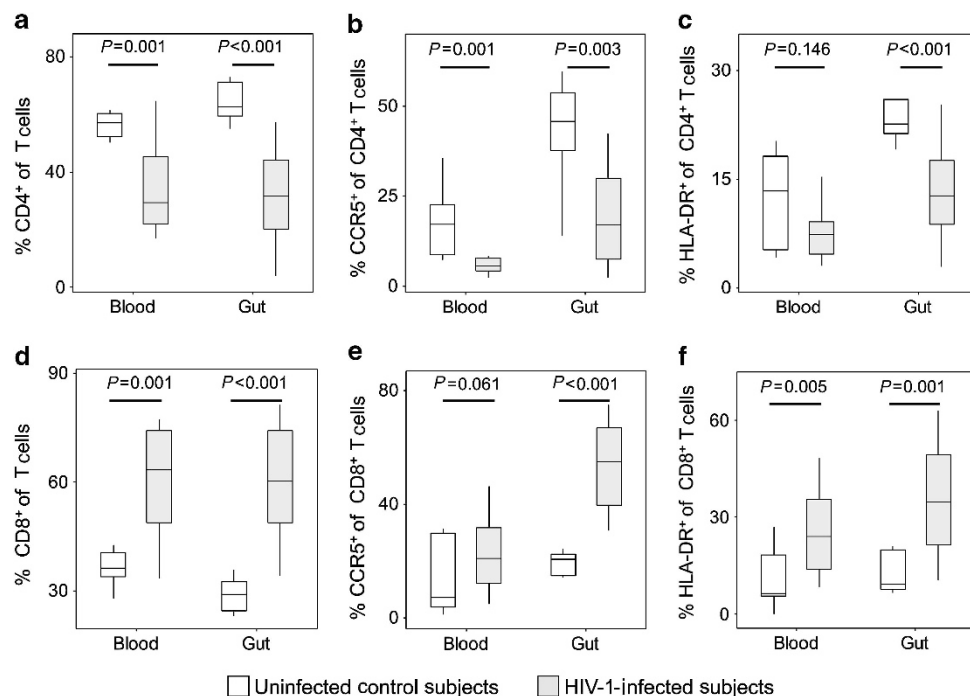 a
P=0.001
P<0.001
% CD4⁺ of T cells
80
40
0
Blood
Gut
b
P=0.001
P=0.003
% CCR5⁺ of CD4⁺ T cells
50
25
0
Blood
Gut
c
P=0.146
P<0.001
% HLA-DR⁺ of CD4⁺ T cells
30
15
0
Blood
Gut
d
P=0.001
P<0.001
% CD8⁺ of T cells
90
60
30
Blood
Gut
e
P=0.061
P<0.001
% CCR5⁺ of CD8⁺ T cells
80
40
0
Blood
Gut
f
P=0.005
P=0.001
% HLA-DR⁺ of CD8⁺ T cells
60
30
0
Blood
Gut
Uninfected control subjects
HIV-1-infected subjects